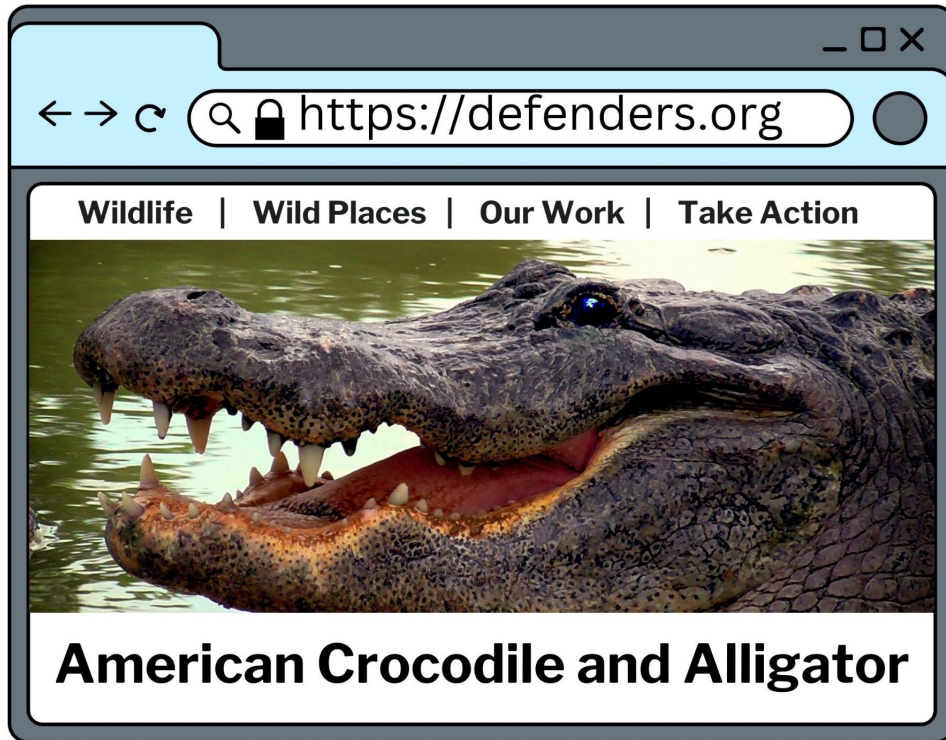 https://defenders.org
Wildlife | Wild Places | Our Work | Take Action
American Crocodile and Alligator